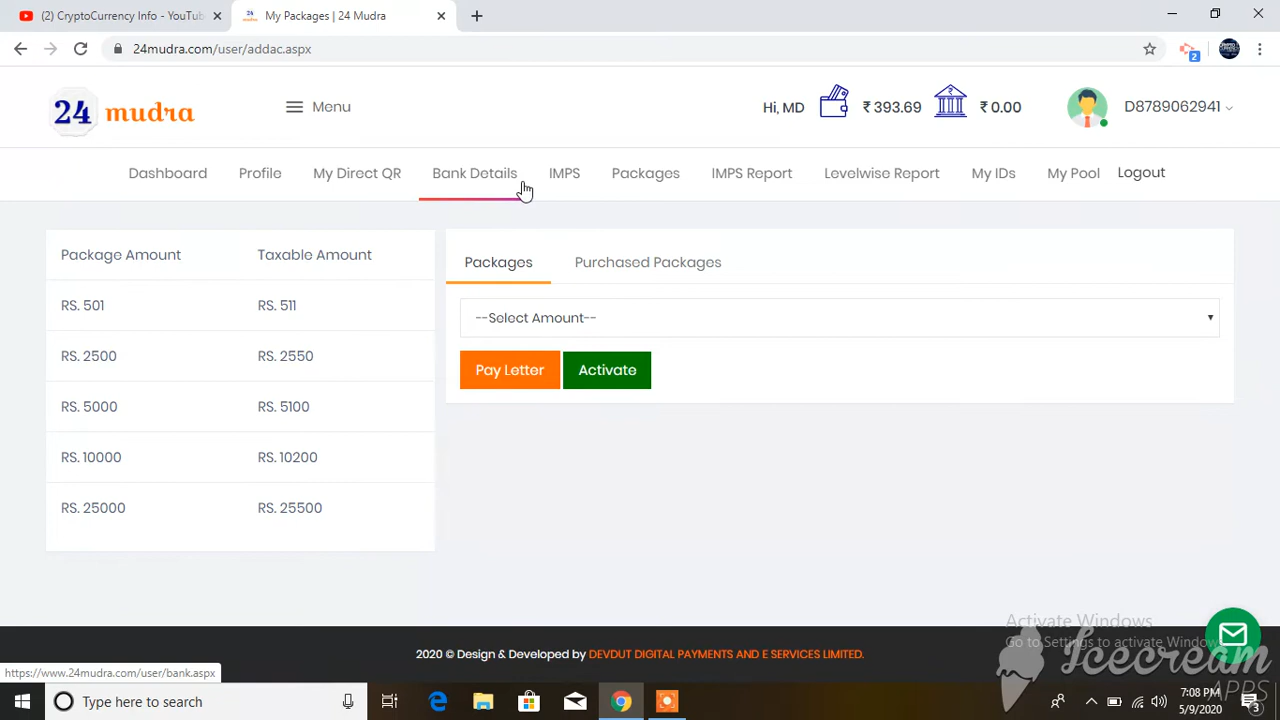 (2) CryptoCurrency Info - YouTub
My Packages | 24 Mudra
24mudra.com/user/addac.aspx
2
24 mudra
Menu
Hi, MD
₹ 393.69
₹ 0.00
D8789062941
Dashboard
Profile
My Direct QR
Bank Details
IMPS
Packages
IMPS Report
Levelwise Report
My IDs
My Pool
Logout
Package Amount Taxable Amount
RS. 501 RS. 511
RS. 2500 RS. 2550
RS. 5000 RS. 5100
RS. 10000 RS. 10200
RS. 25000 RS. 25500
Packages
Purchased Packages
--Select Amount--
Pay Letter
Activate
Activate Windows
Go to Settings to activate Windows.
Icecream
APPS
2020 © Design & Developed by DEVDUT DIGITAL PAYMENTS AND E SERVICES LIMITED.
https://www.24mudra.com/user/bank.aspx
Type here to search
7:08 PM
5/9/2020
3